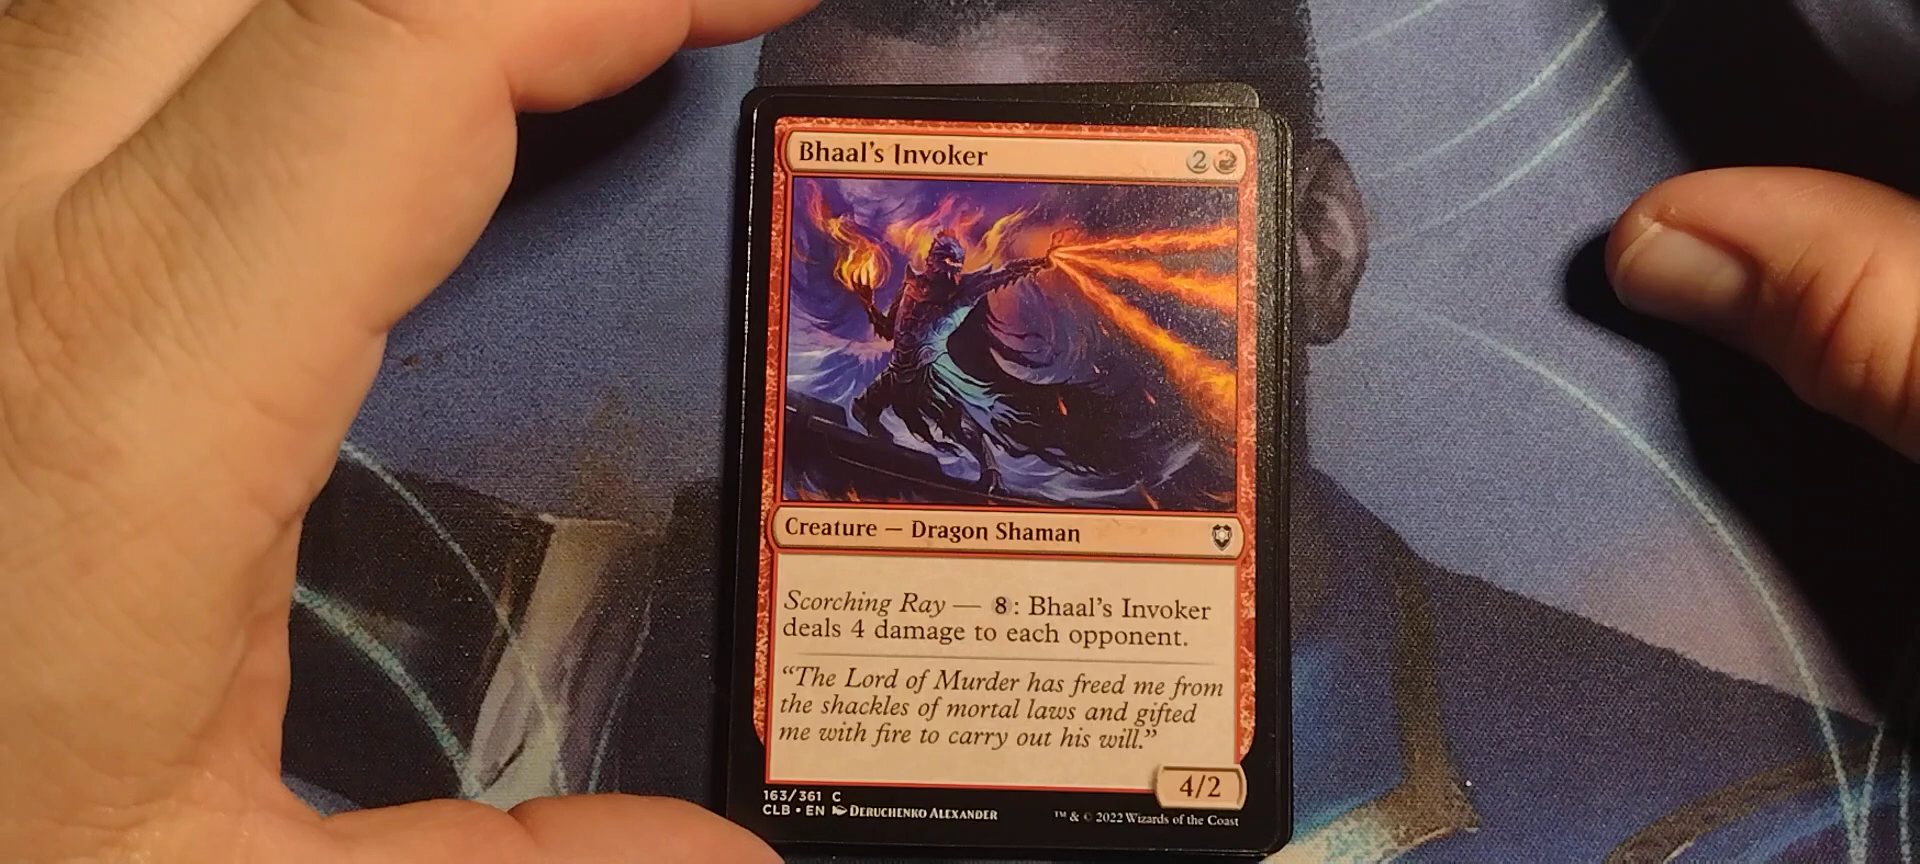 Bhaal's Invoker 2
Creature — Dragon Shaman
Scorching Ray — 8: Bhaal's Invoker
deals 4 damage to each opponent.
“The Lord of Murder has freed me from
the shackles of mortal laws and gifted
me with fire to carry out his will.”
4/2
163/361 C
CLB • EN DERUCHENKO ALEXANDER
™ & © 2022 Wizards of the Coast